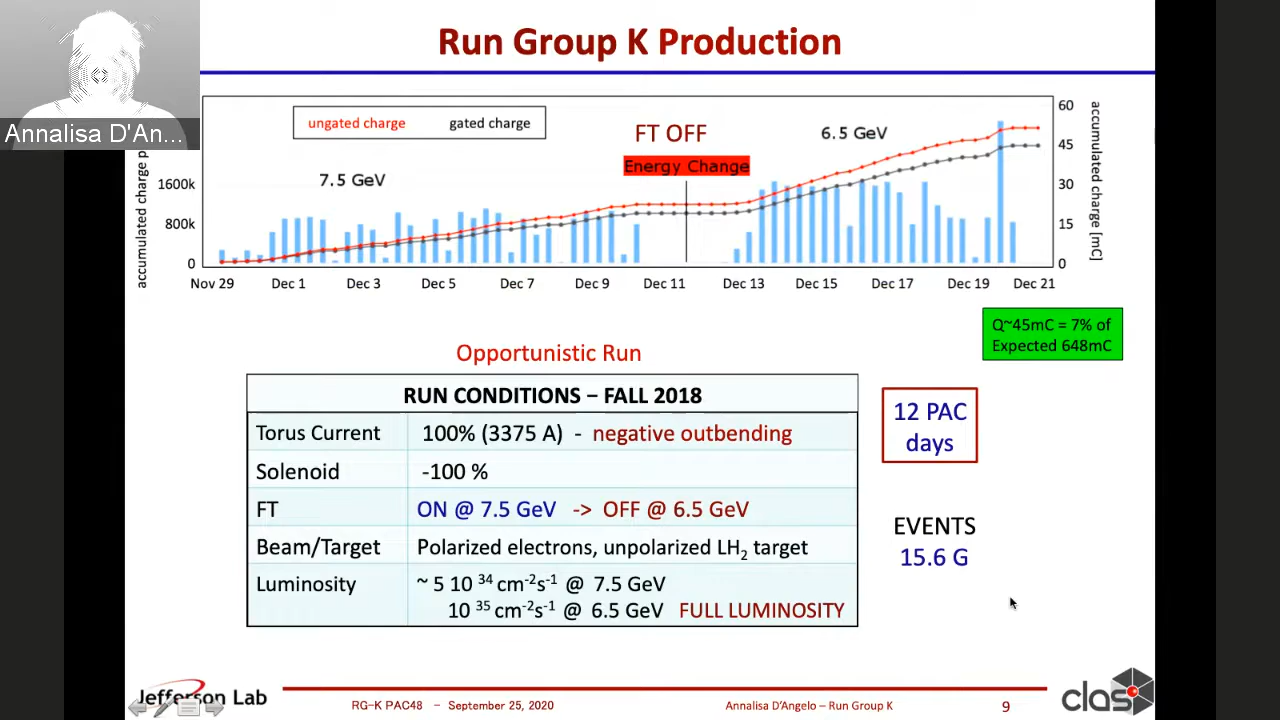 Run Group K Production
Annalisa D'An...
ungated charge gated charge
FT OFF
6.5 GeV
Energy Change
7.5 GeV
accumulated charge p
1600k
800k
0
60
45
30
15
0
accumulated charge [mC]
Nov 29 Dec 1 Dec 3 Dec 5 Dec 7 Dec 9 Dec 11 Dec 13 Dec 15 Dec 17 Dec 19 Dec 21
Q~45mC = 7% of
Expected 648mC
Opportunistic Run
RUN CONDITIONS – FALL 2018
Torus Current 100% (3375 A) - negative outbending
Solenoid -100 %
FT ON @ 7.5 GeV -> OFF @ 6.5 GeV
Beam/Target Polarized electrons, unpolarized LH2 target
Luminosity ~ 5 10 34 cm-2s-1 @ 7.5 GeV
10 35 cm-2s-1 @ 6.5 GeV FULL LUMINOSITY
12 PAC
days
EVENTS
15.6 G
Jefferson Lab
RG-K PAC48 – September 25, 2020
Annalisa D'Angelo – Run Group K
9
clas